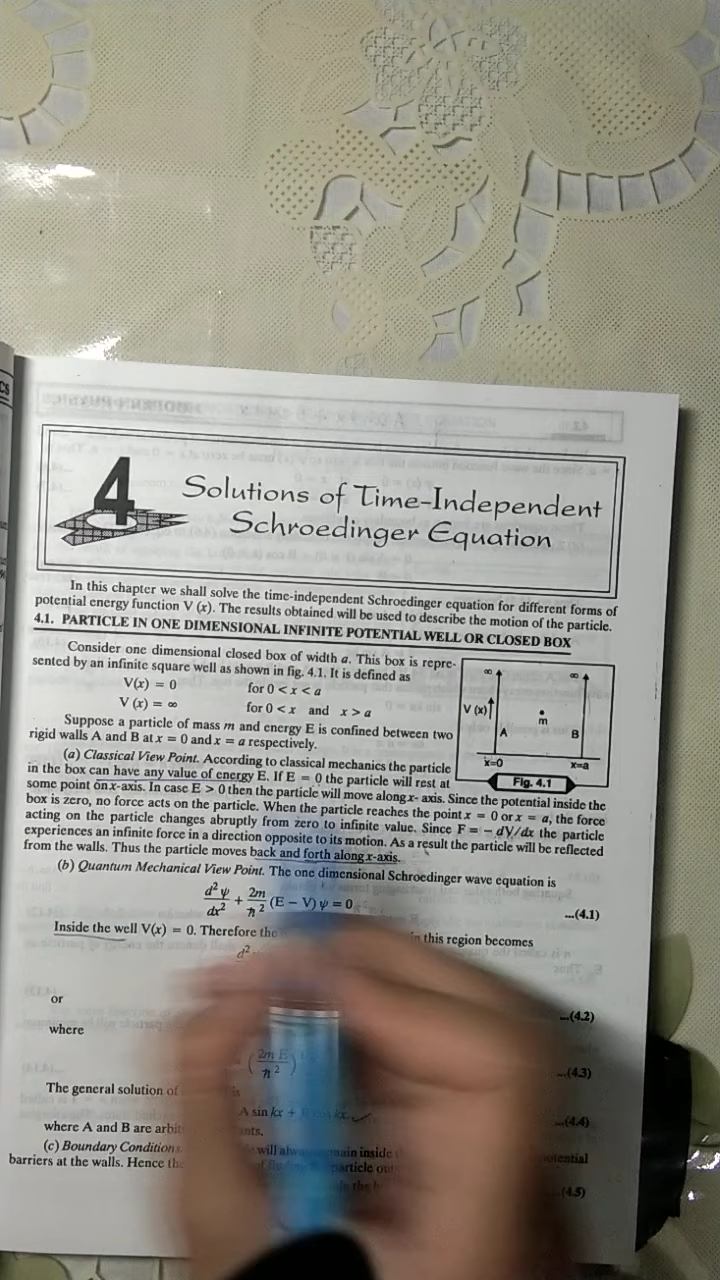 CS
4
Solutions of Time-Independent
Schroedinger Equation
In this chapter we shall solve the time-independent Schroedinger equation for different forms of
potential energy function V (x). The results obtained will be used to describe the motion of the particle.
4.1. PARTICLE IN ONE DIMENSIONAL INFINITE POTENTIAL WELL OR CLOSED BOX
Consider one dimensional closed box of width a. This box is repre-
sented by an infinite square well as shown in fig. 4.1. It is defined as
V(x) = 0 for 0 < x < a
V (x) = ∞ for 0 < x and x > a
Suppose a particle of mass m and energy E is confined between two
rigid walls A and B at x = 0 and x = a respectively.
∞ ∞
V (x)
m
A B
x=0 x=a
Fig. 4.1
(a) Classical View Point. According to classical mechanics the particle
in the box can have any value of energy E. If E = 0 the particle will rest at
some point on x-axis. In case E > 0 then the particle will move along x- axis. Since the potential inside the
box is zero, no force acts on the particle. When the particle reaches the point x = 0 or x = a, the force
acting on the particle changes abruptly from zero to infinite value. Since F = − dV/dx the particle
experiences an infinite force in a direction opposite to its motion. As a result the particle will be reflected
from the walls. Thus the particle moves back and forth along x-axis.
(b) Quantum Mechanical View Point. The one dimensional Schroedinger wave equation is
d²ψ/dx² + 2m/ħ² (E − V) ψ = 0 ...(4.1)
Inside the well V(x) = 0. Therefore the in this region becomes
d²
or ...(4.2)
where
(2m E/ħ²) ...(4.3)
The general solution of is
A sin kx + B cos kx ...(4.4)
where A and B are
(c) Boundary Condition will inside
barriers at the walls. Hence particle
...(4.5)